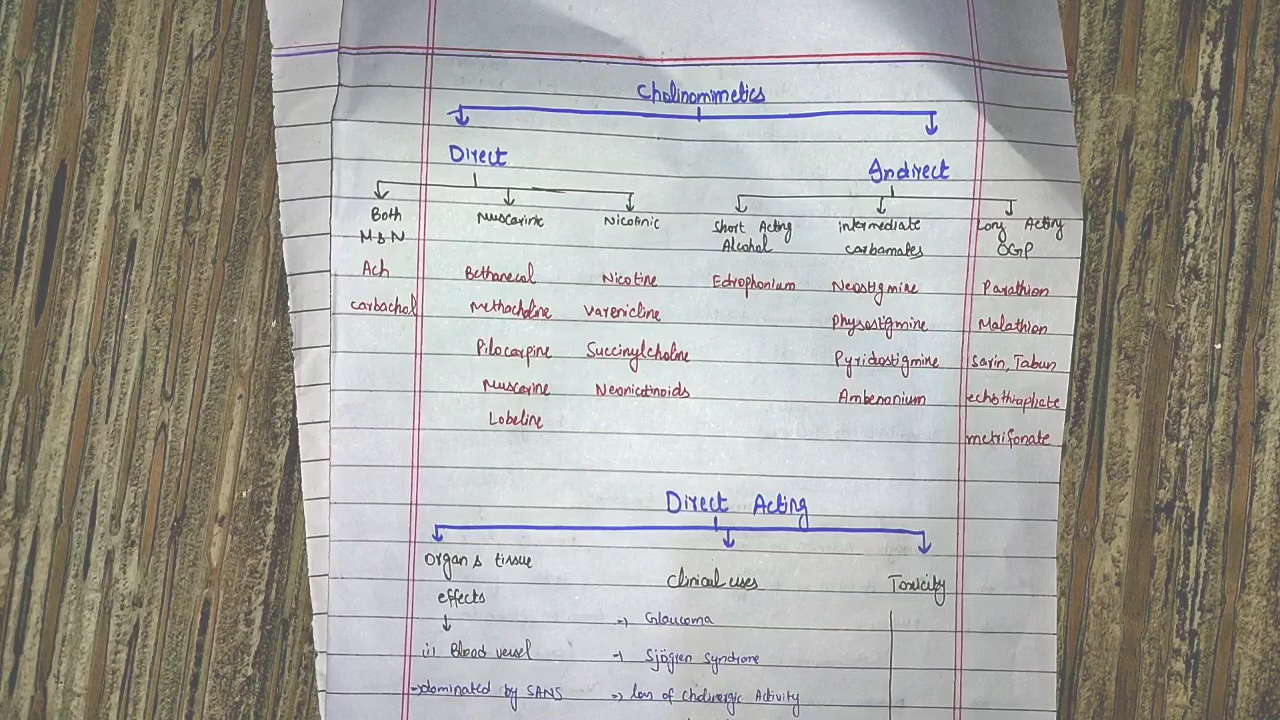 Cholinomimetics
Direct
Indirect
Both
M & N
Muscarinic
Nicotinic
Short Acting
Alcohol
intermediate
carbamates
Long Acting
OGP
Ach
Bethanecol
Nicotine
Edrophonium
Neostigmine
Parathion
carbachol
Methacholine
varenicline
Physostigmine
Malathion
Pilocarpine
Succinylcholine
Pyridostigmine
Sarin, Tabun
Muscarine
Neonicotinoids
Ambenonium
echothiophate
Lobeline
metrifonate
Direct Acting
Organ & tissue
effects
Clinical uses
Toxicity
⇒ Glaucoma
i) Blood vessel
→ Sjögren Syndrome
→ dominated by SANS
⇒ loss of cholinergic Activity